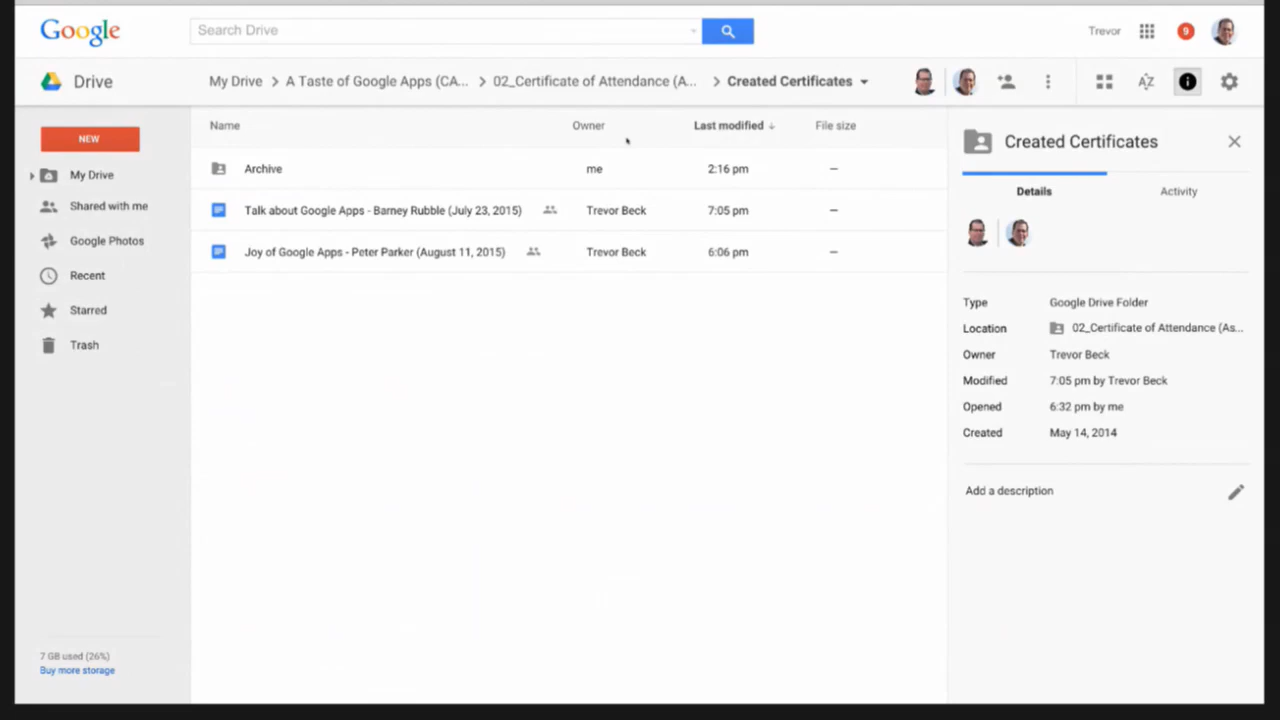 Google
Search Drive
Trevor
9
Drive
My Drive > A Taste of Google Apps (CA... > 02_Certificate of Attendance (A... > Created Certificates
AZ
NEW
My Drive
Shared with me
Google Photos
Recent
Starred
Trash
7 GB used (26%)
Buy more storage
Name Owner Last modified ↓ File size
Archive me 2:16 pm —
Talk about Google Apps - Barney Rubble (July 23, 2015) Trevor Beck 7:05 pm —
Joy of Google Apps - Peter Parker (August 11, 2015) Trevor Beck 6:06 pm —
Created Certificates
Details Activity
Type Google Drive Folder
Location 02_Certificate of Attendance (As...
Owner Trevor Beck
Modified 7:05 pm by Trevor Beck
Opened 6:32 pm by me
Created May 14, 2014
Add a description